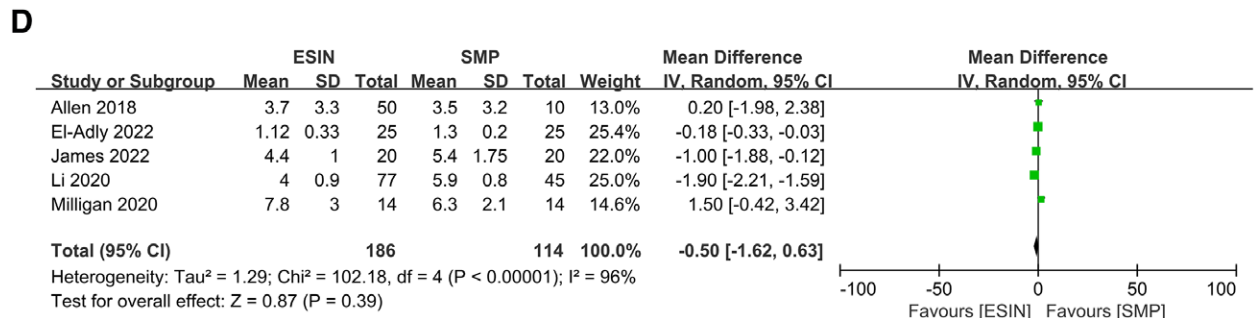 D
ESIN SMP Mean Difference Mean Difference
Study or Subgroup Mean SD Total Mean SD Total Weight IV, Random, 95% CI IV, Random, 95% CI
Allen 2018 3.7 3.3 50 3.5 3.2 10 13.0% 0.20 [-1.98, 2.38]
El-Adly 2022 1.12 0.33 25 1.3 0.2 25 25.4% -0.18 [-0.33, -0.03]
James 2022 4.4 1 20 5.4 1.75 20 22.0% -1.00 [-1.88, -0.12]
Li 2020 4 0.9 77 5.9 0.8 45 25.0% -1.90 [-2.21, -1.59]
Milligan 2020 7.8 3 14 6.3 2.1 14 14.6% 1.50 [-0.42, 3.42]
Total (95% CI) 186 114 100.0% -0.50 [-1.62, 0.63]
Heterogeneity: Tau² = 1.29; Chi² = 102.18, df = 4 (P < 0.00001); I² = 96%
Test for overall effect: Z = 0.87 (P = 0.39)
-100 -50 0 50 100
Favours [ESIN] Favours [SMP]